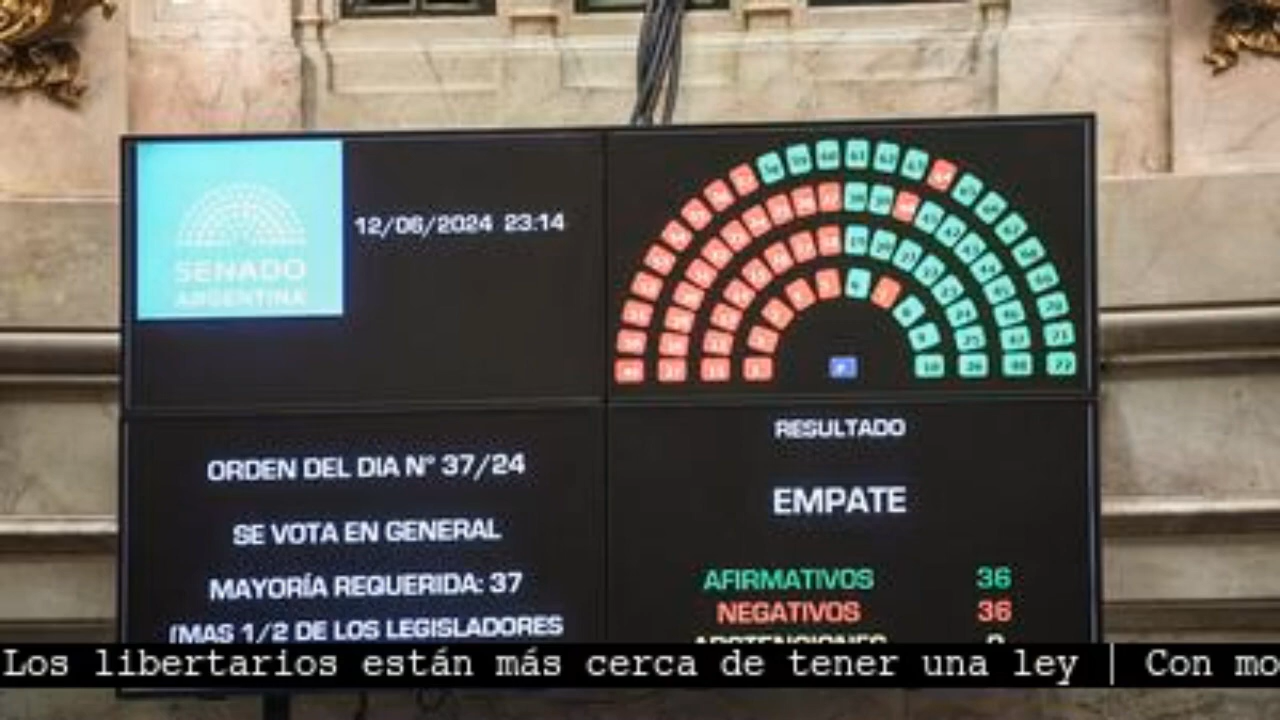 SENADO
ARGENTINA
12/06/2024 23:14
ORDEN DEL DIA N° 37/24
SE VOTA EN GENERAL
MAYORÍA REQUERIDA: 37
(MAS 1/2 DE LOS LEGISLADORES
RESULTADO
EMPATE
AFIRMATIVOS 36
NEGATIVOS 36
ABSTENCIONES 0
Los libertarios están más cerca de tener una ley | Con mo